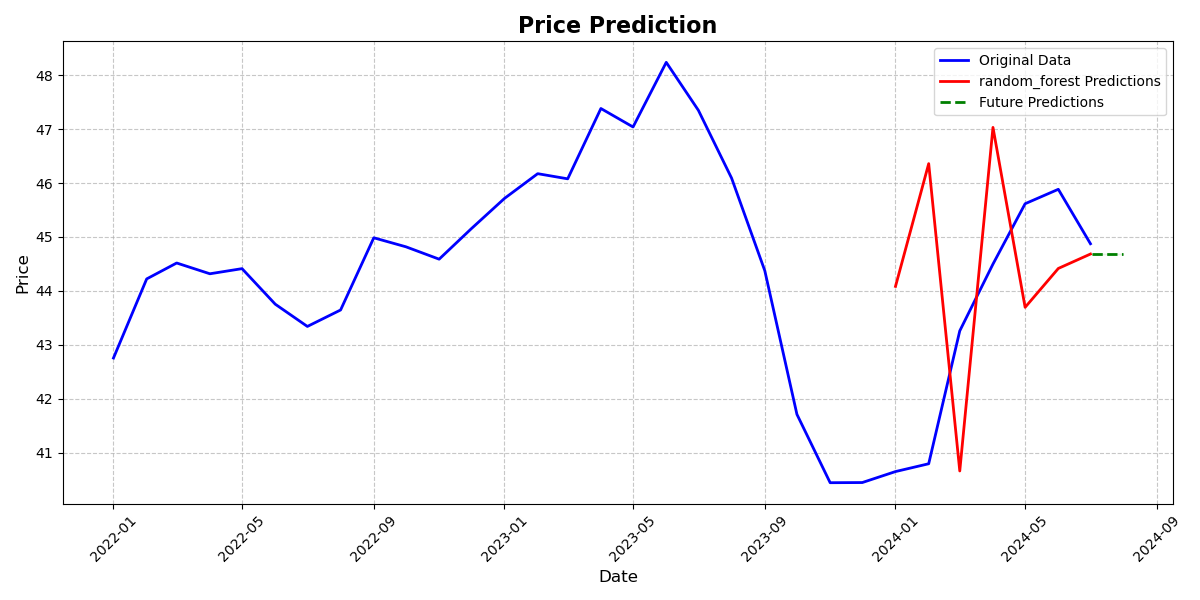 Price Prediction
Original Data
random_forest Predictions
Future Predictions
Price
48
47
46
45
44
43
42
41
2022-01
2022-05
2022-09
2023-01
2023-05
2023-09
2024-01
2024-05
2024-09
Date